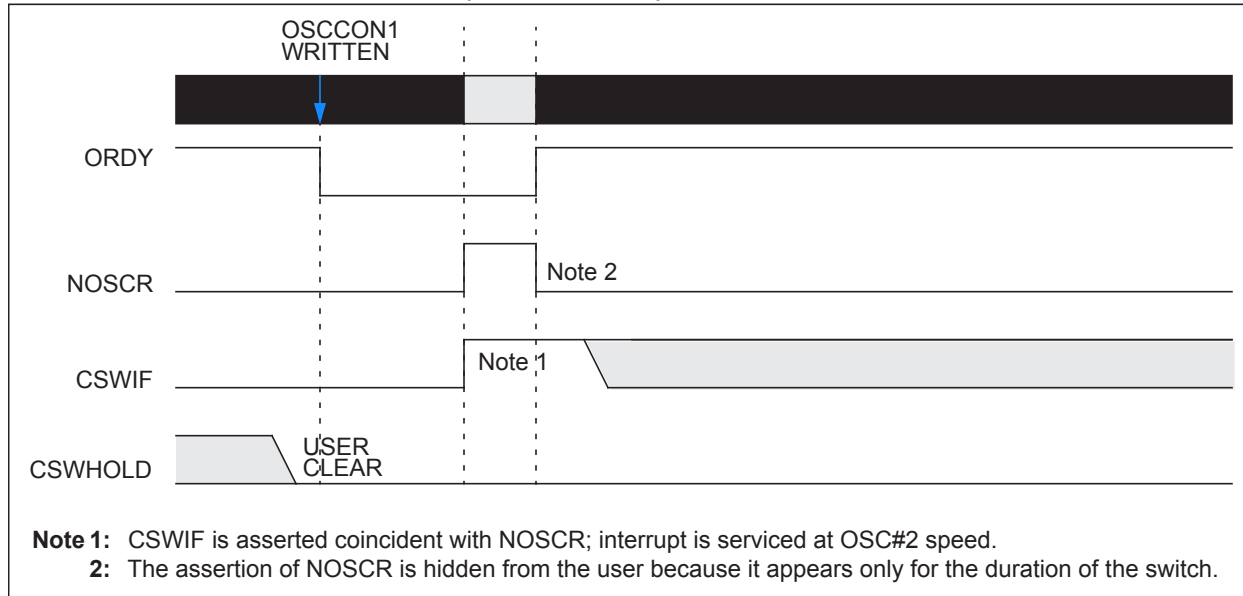 OSCCON1
WRITTEN
ORDY
NOSCR
Note 2
CSWIF
Note 1
CSWHOLD
USER
CLEAR
Note 1: CSWIF is asserted coincident with NOSCR; interrupt is serviced at OSC#2 speed.
2: The assertion of NOSCR is hidden from the user because it appears only for the duration of the switch.